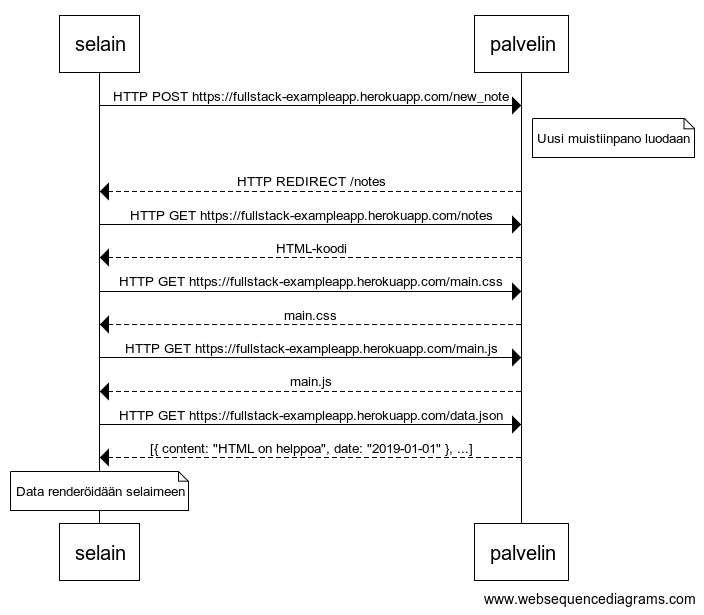 selain
palvelin
HTTP POST https://fullstack-exampleapp.herokuapp.com/new_note
Uusi muistiinpano luodaan
HTTP REDIRECT /notes
HTTP GET https://fullstack-exampleapp.herokuapp.com/notes
HTML-koodi
HTTP GET https://fullstack-exampleapp.herokuapp.com/main.css
main.css
HTTP GET https://fullstack-exampleapp.herokuapp.com/main.js
main.js
HTTP GET https://fullstack-exampleapp.herokuapp.com/data.json
[{ content: "HTML on helppoa", date: "2019-01-01" }, ...]
Data renderöidään selaimeen
selain
palvelin
www.websequencediagrams.com